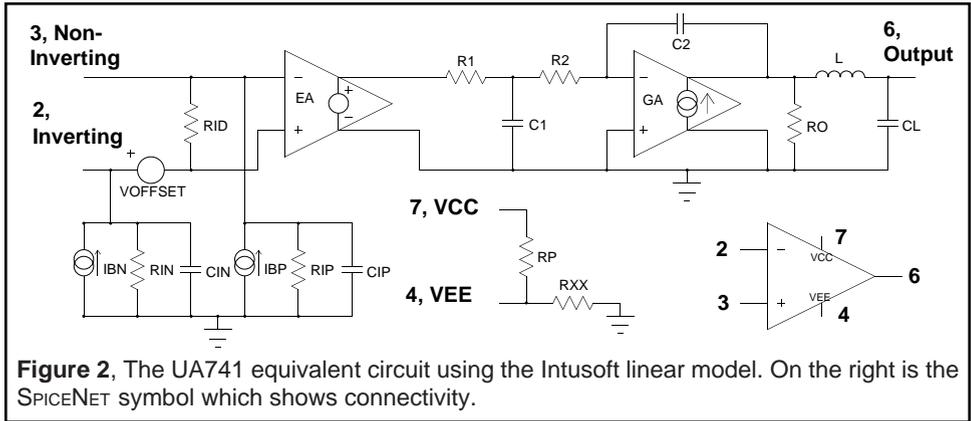 3, Non-
Inverting
2,
Inverting
6,
Output
C2
R1
R2
L
EA
GA
RID
C1
RO
CL
+
−
+
−
−
+
+
VOFFSET
7, VCC
4, VEE
RP
RXX
IBN
RIN
CIN
IBP
RIP
CIP
2
3
7
VCC
6
VEE
4
−
+
Figure 2, The UA741 equivalent circuit using the Intusoft linear model. On the right is the
SPICENET symbol which shows connectivity.